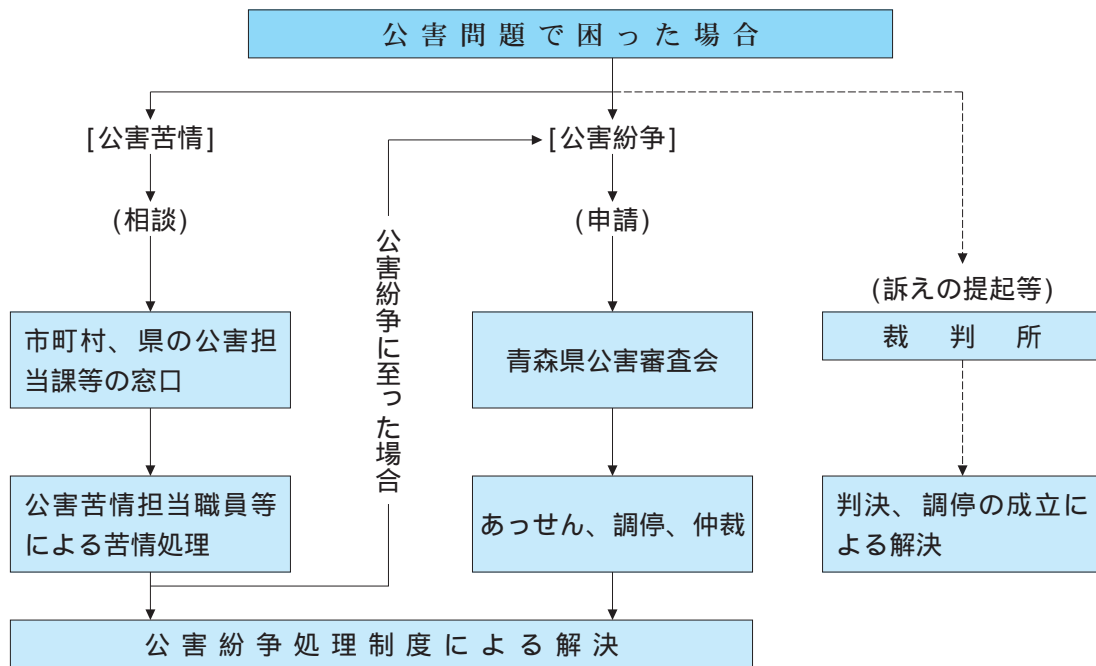 公害問題で困った場合
[公害苦情]
(相談)
市町村、県の公害担
当課等の窓口
公害苦情担当職員等
による苦情処理
公害紛争に至った場合
[公害紛争]
(申請)
青森県公害審査会
あっせん、調停、仲裁
(訴えの提起等)
裁判所
判決、調停の成立に
よる解決
公害紛争処理制度による解決